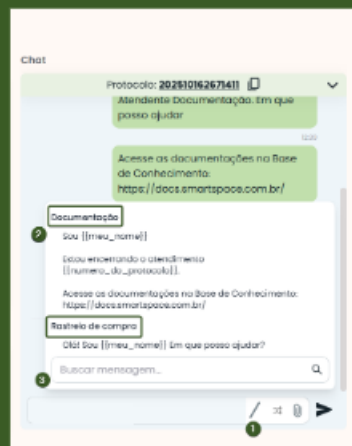 Chat
Protocolo: 202510162671411
Atendente Documentação. Em que
posso ajudar
12:20
Acesse as documentações na Base
de Conhecimento:
https://docs.smartspace.com.br/
Documentação
2
Sou {{meu_nome}}
Estou encerrando o atendimento
{{numero_do_protocolo}}.
Acesse as documentações na Base de Conhecimento:
https://docs.smartspace.com.br/
Rastreio de compra
Olá! Sou {{meu_nome}} Em que posso ajudar?
3
Buscar mensagem...
1